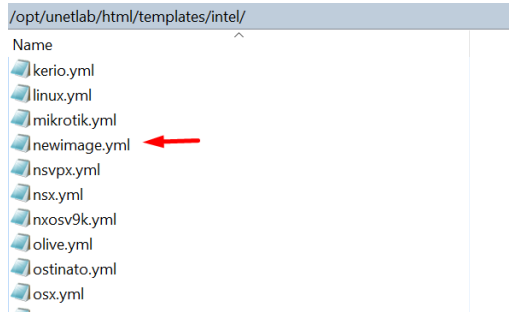 /opt/unetlab/html/templates/intel/
Name
kerio.yml
linux.yml
mikrotik.yml
newimage.yml
nsvpx.yml
nsx.yml
nxosv9k.yml
olive.yml
ostinato.yml
osx.yml